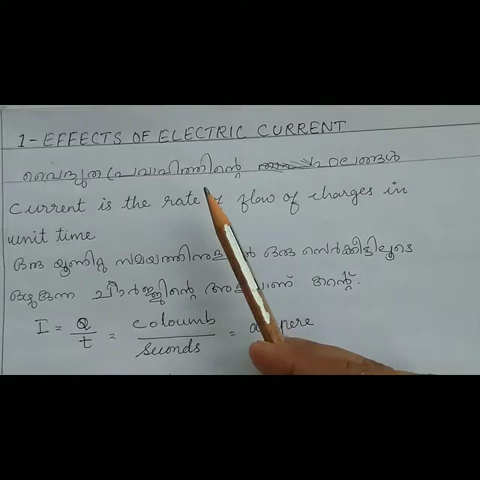 1-EFFECTS OF ELECTRIC CURRENT
വൈദ്യുതപ്രവാഹത്തിന്റെ ഫലങ്ങൾ
Current is the rate flow of charges in
unit time
ഒരു യൂണിറ്റ് സമയത്തിനുള്ളിൽ ഒരു സെർക്കീട്ടിലൂടെ
ഒഴുകുന്ന ചാർജ്ജിന്റെ അളവാണ് കറന്റ്.
I = Q/t = coloumb/seconds = ampere